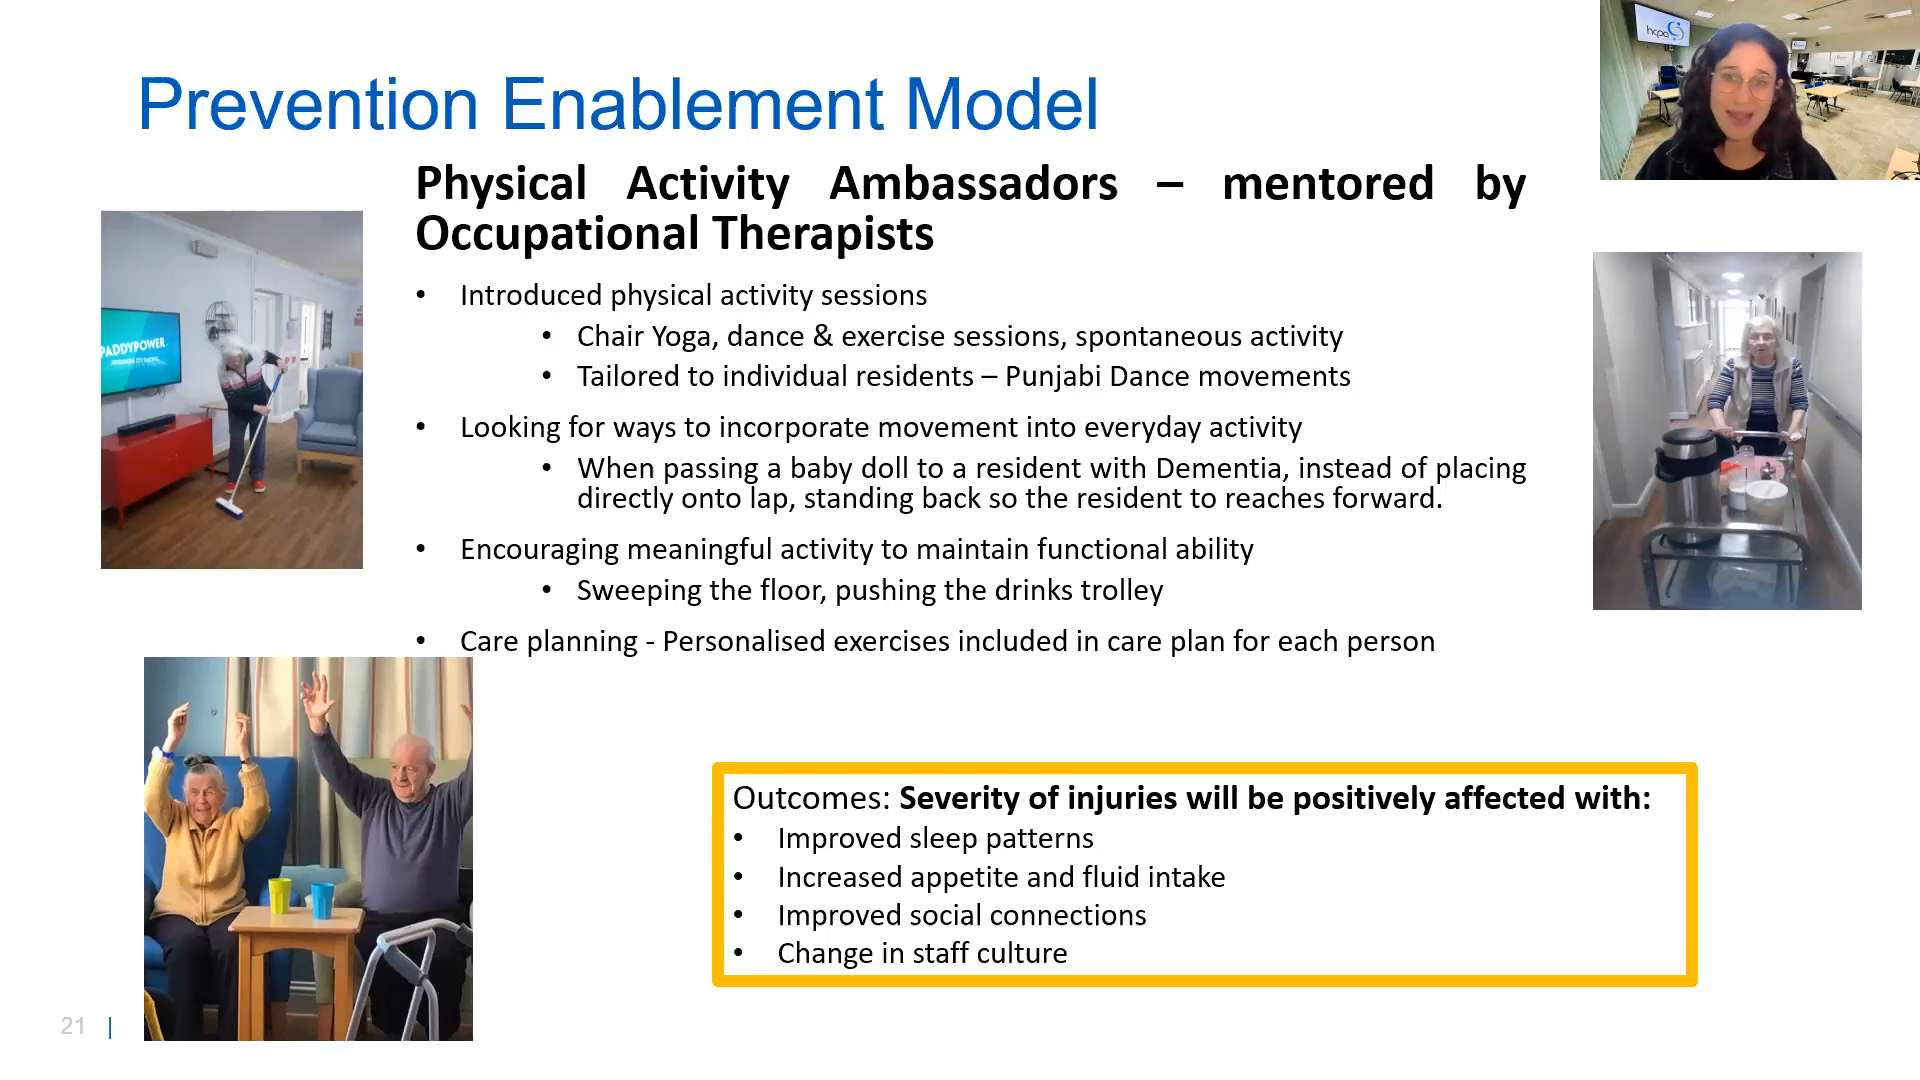 Prevention Enablement Model
hcpa
Physical Activity Ambassadors – mentored by
Occupational Therapists
• Introduced physical activity sessions
• Chair Yoga, dance & exercise sessions, spontaneous activity
• Tailored to individual residents – Punjabi Dance movements
PADDYPOWER
• Looking for ways to incorporate movement into everyday activity
• When passing a baby doll to a resident with Dementia, instead of placing
directly onto lap, standing back so the resident to reaches forward.
• Encouraging meaningful activity to maintain functional ability
• Sweeping the floor, pushing the drinks trolley
• Care planning - Personalised exercises included in care plan for each person
Outcomes: Severity of injuries will be positively affected with:
• Improved sleep patterns
• Increased appetite and fluid intake
• Improved social connections
• Change in staff culture
21 |